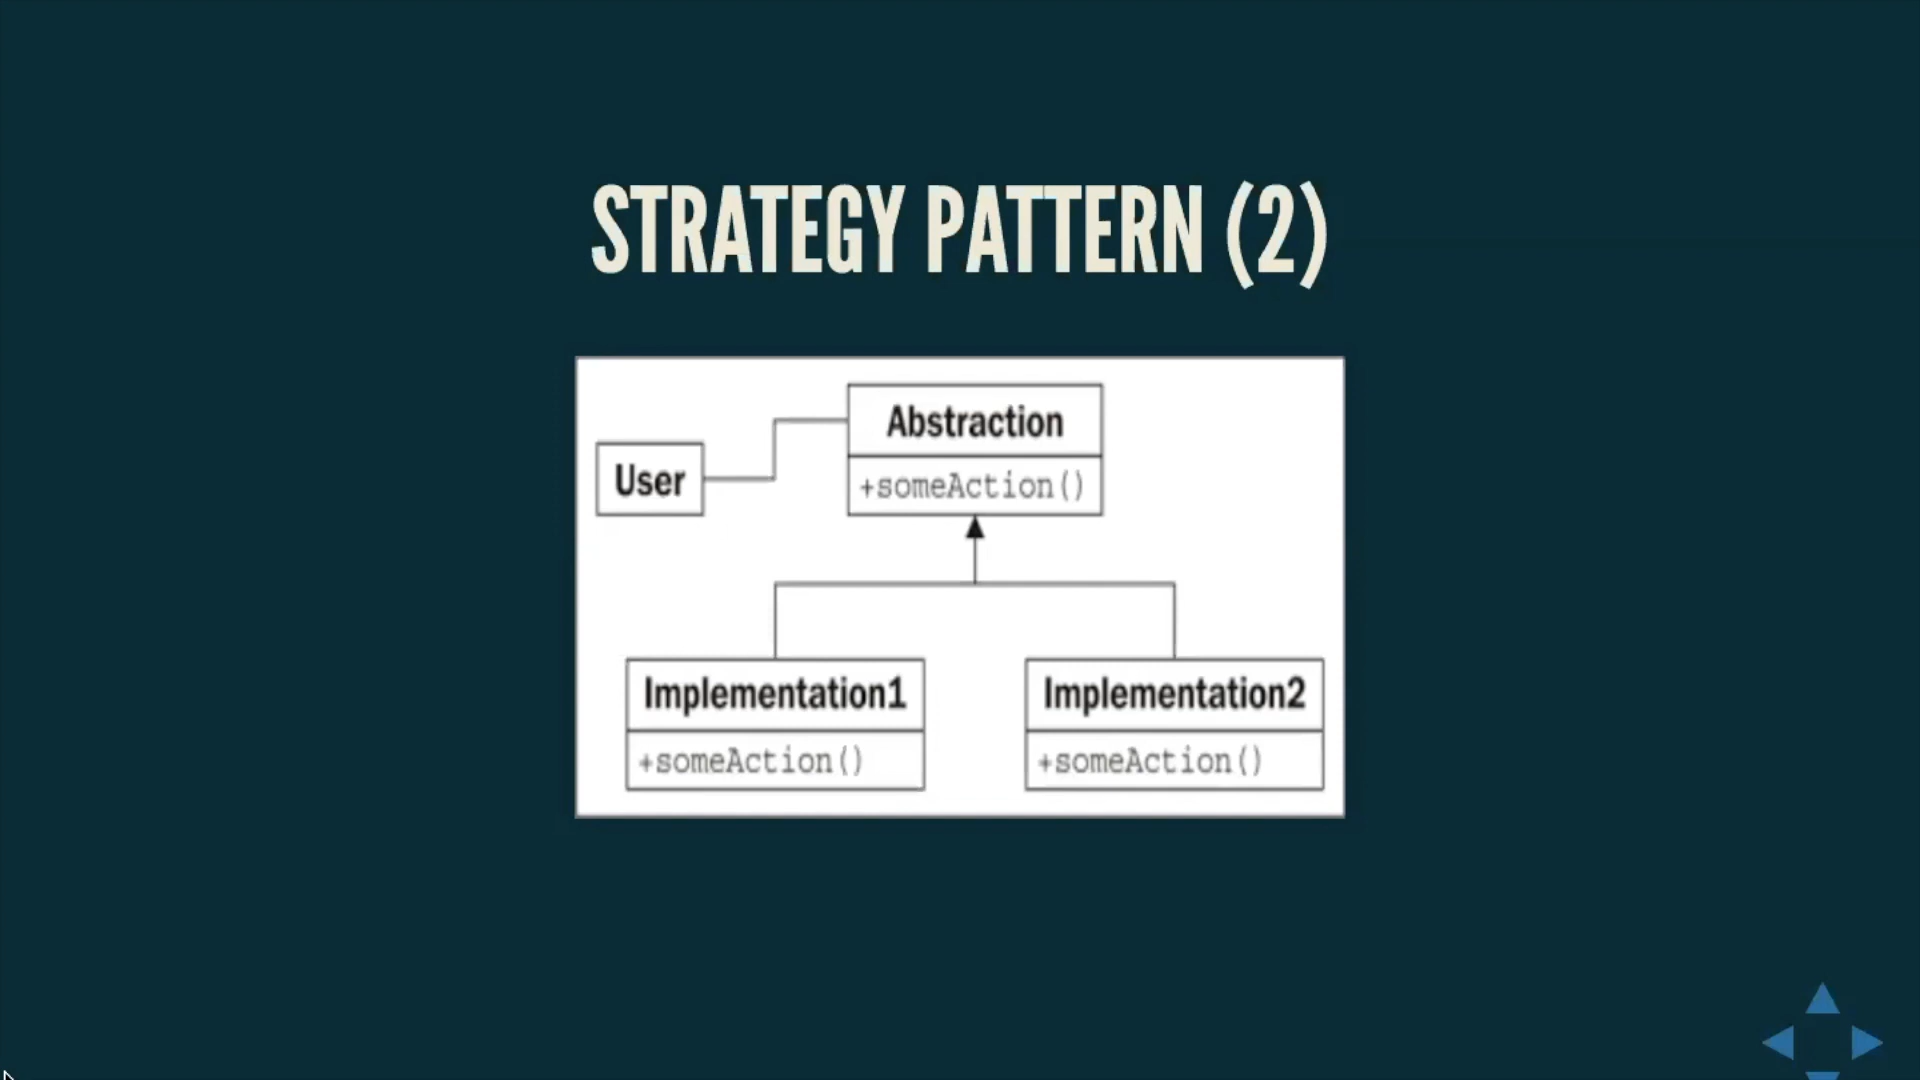 STRATEGY PATTERN (2)
Abstraction
User
+someAction()
Implementation1
Implementation2
+someAction()
+someAction()